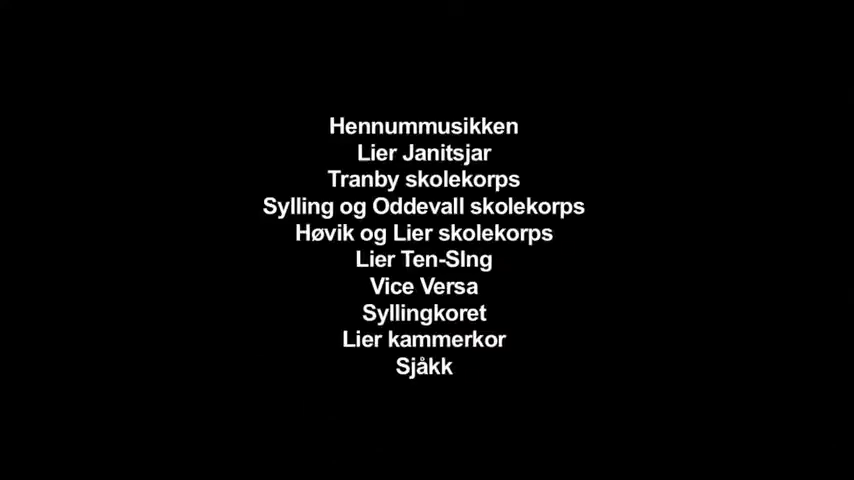 Hennummusikken
Lier Janitsjar
Tranby skolekorps
Sylling og Oddevall skolekorps
Høvik og Lier skolekorps
Lier Ten-SIng
Vice Versa
Syllingkoret
Lier kammerkor
Sjåkk